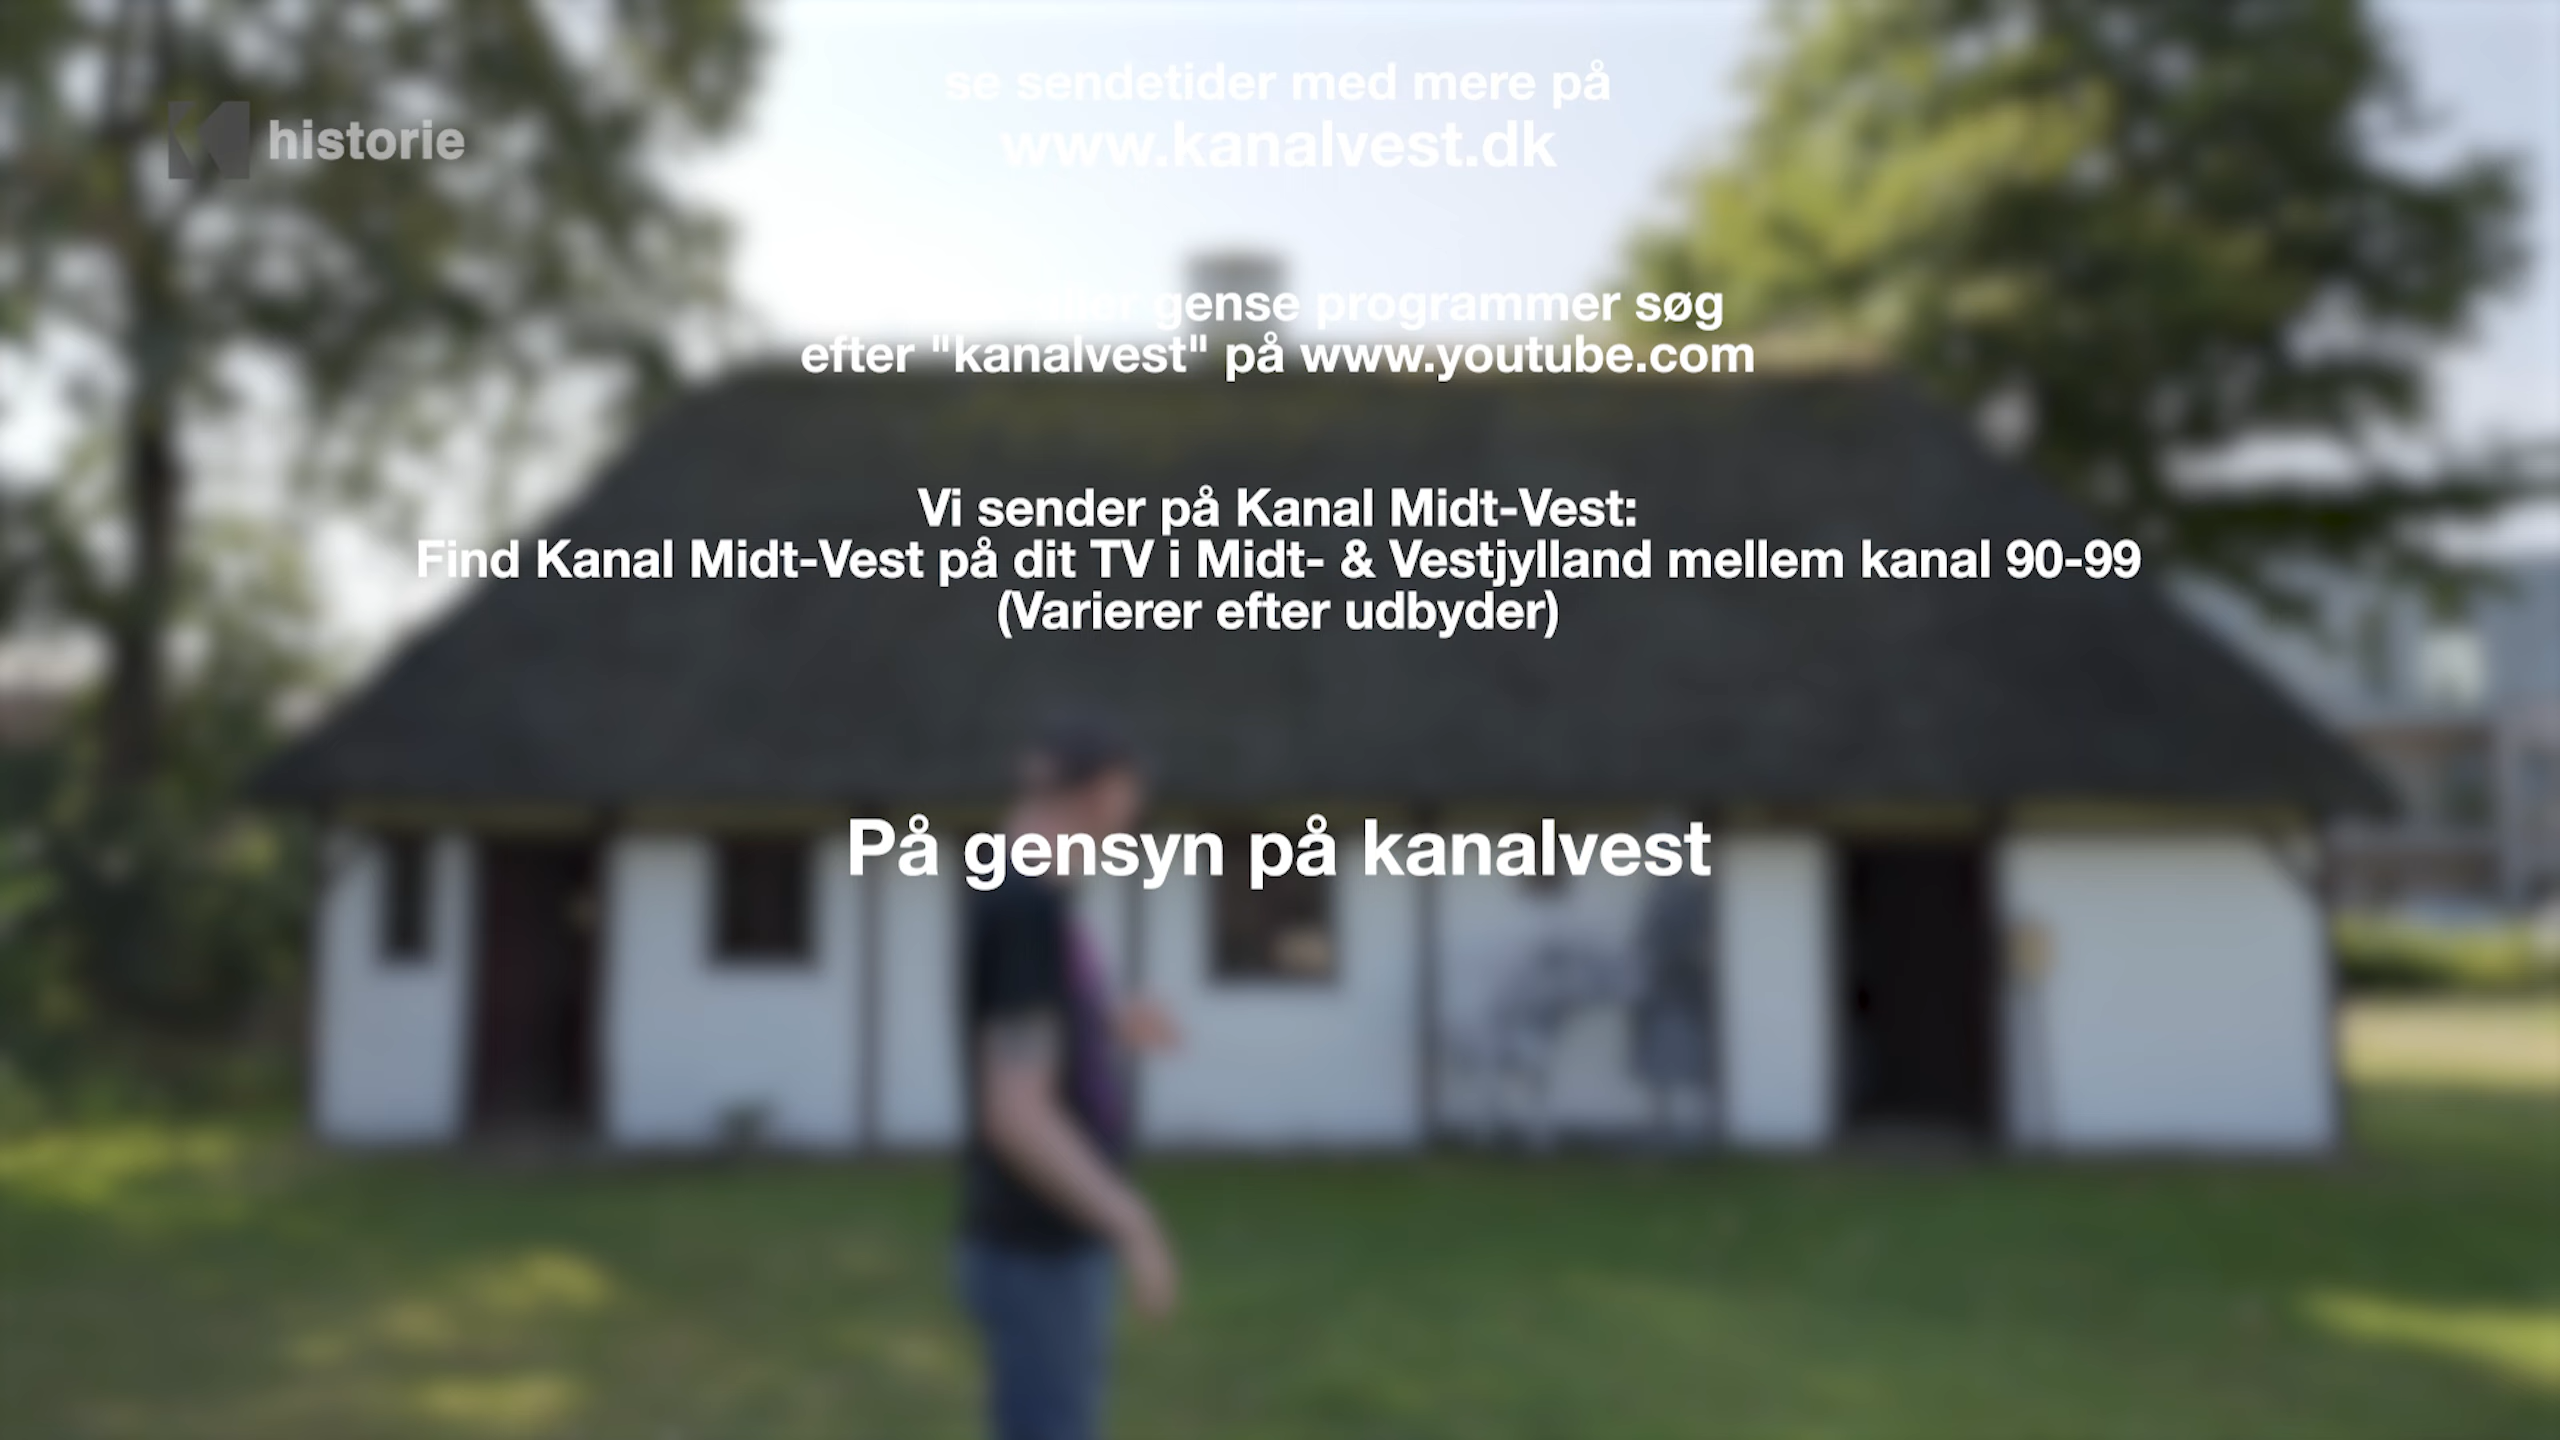 historie
se sendetider med mere på
www.kanalvest.dk
eller gense programmer søg
efter "kanalvest" på www.youtube.com
Vi sender på Kanal Midt-Vest:
Find Kanal Midt-Vest på dit TV i Midt- & Vestjylland mellem kanal 90-99
(Varierer efter udbyder)
På gensyn på kanalvest